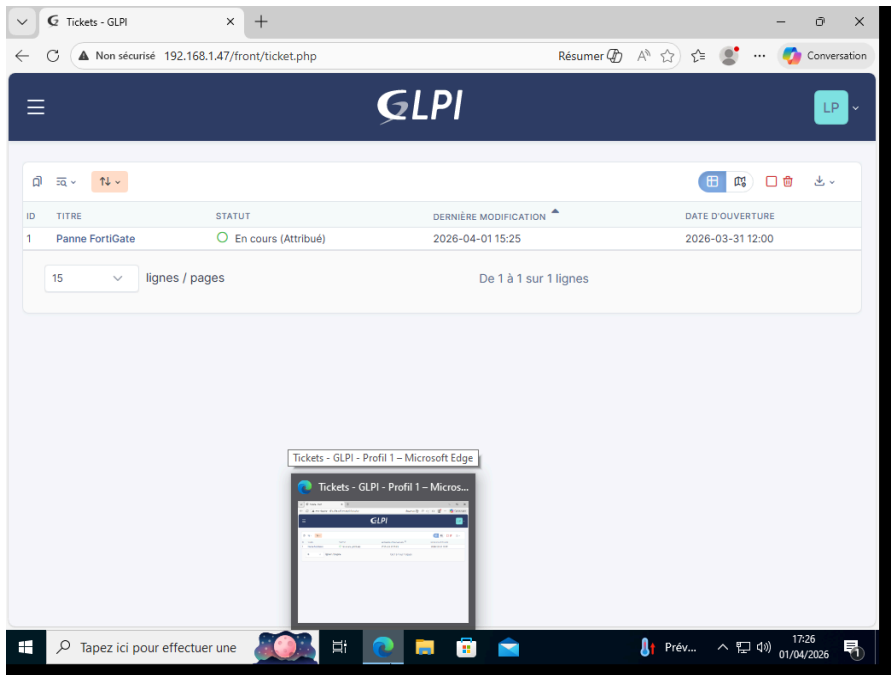 Tickets - GLPI
Non sécurisé 192.168.1.47/front/ticket.php Résumer Conversation
GLPI LP
ID TITRE STATUT DERNIÈRE MODIFICATION DATE D'OUVERTURE
1 Panne FortiGate En cours (Attribué) 2026-04-01 15:25 2026-03-31 12:00
15 lignes / pages De 1 à 1 sur 1 lignes
Tickets - GLPI - Profil 1 – Microsoft Edge
Tickets - GLPI - Profil 1 – Micros...
GLPI
Tapez ici pour effectuer une Prév... 17:26
01/04/2026 1